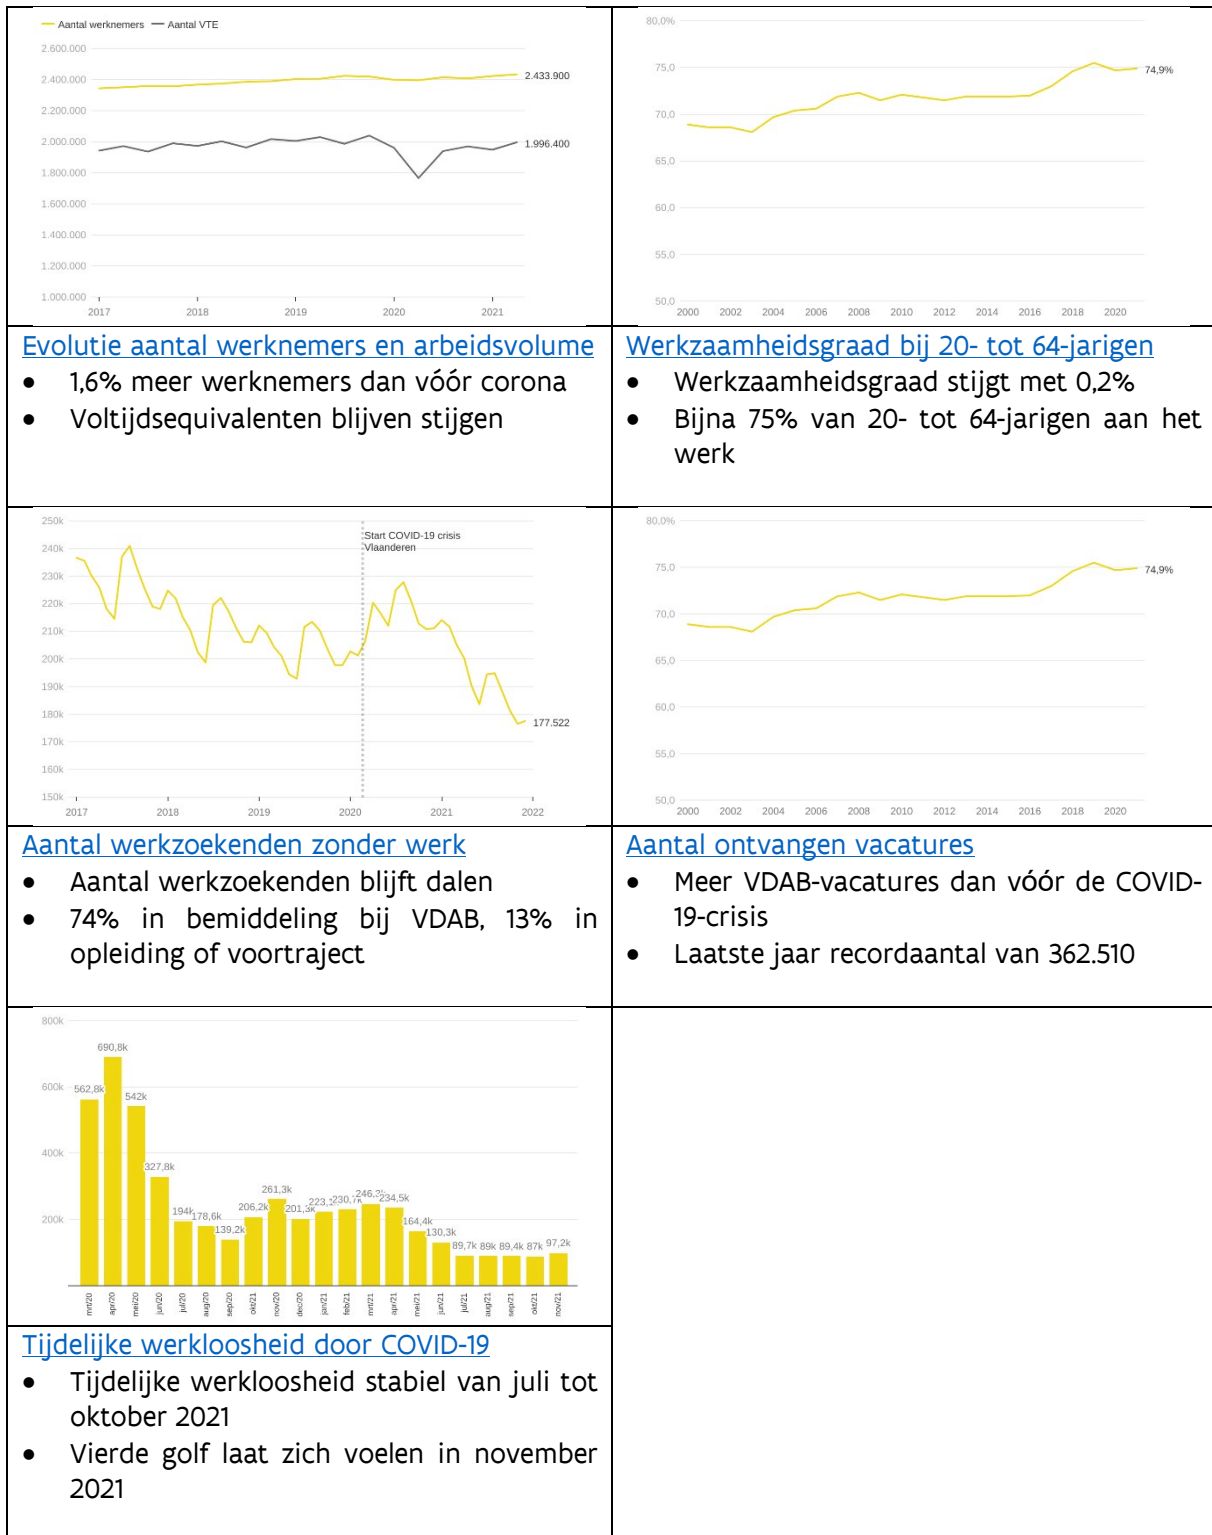 Aantal werknemers Aantal VTE
2.600.000
2.400.000
2.200.000
2.000.000
1.800.000
1.600.000
1.400.000
1.200.000
1.000.000
2.433.900
1.996.400
2017 2018 2019 2020 2021
80,0%
75,0
70,0
65,0
60,0
55,0
50,0
74,9%
2000 2002 2004 2006 2008 2010 2012 2014 2016 2018 2020
Evolutie aantal werknemers en arbeidsvolume
• 1,6% meer werknemers dan vóór corona
• Voltijdsequivalenten blijven stijgen
Werkzaamheidsgraad bij 20- tot 64-jarigen
• Werkzaamheidsgraad stijgt met 0,2%
• Bijna 75% van 20- tot 64-jarigen aan het
werk
250k
240k
230k
220k
210k
200k
190k
180k
170k
160k
150k
Start COVID-19 crisis
Vlaanderen
177.522
2017 2018 2019 2020 2021 2022
80,0%
75,0
70,0
65,0
60,0
55,0
50,0
74,9%
2000 2002 2004 2006 2008 2010 2012 2014 2016 2018 2020
Aantal werkzoekenden zonder werk
• Aantal werkzoekenden blijft dalen
• 74% in bemiddeling bij VDAB, 13% in
opleiding of voortraject
Aantal ontvangen vacatures
• Meer VDAB-vacatures dan vóór de COVID-
19-crisis
• Laatste jaar recordaantal van 362.510
800k
600k
400k
200k
562,8k 690,8k 542k 327,8k 194k 178,6k 139,2k 206,2k 261,3k 201,3k 230,7k 234,5k 164,4k 130,3k 89,7k 89k 89,4k 87k 97,2k
mrt/20 apr/20 mei/20 jun/20 jul/20 aug/20 sep/20 okt/21 nov/20 dec/20 jan/21 feb/21 mrt/21 apr/21 mei/21 jun/21 jul/21 aug/21 sep/21 okt/21 nov/21
Tijdelijke werkloosheid door COVID-19
• Tijdelijke werkloosheid stabiel van juli tot
oktober 2021
• Vierde golf laat zich voelen in november
2021